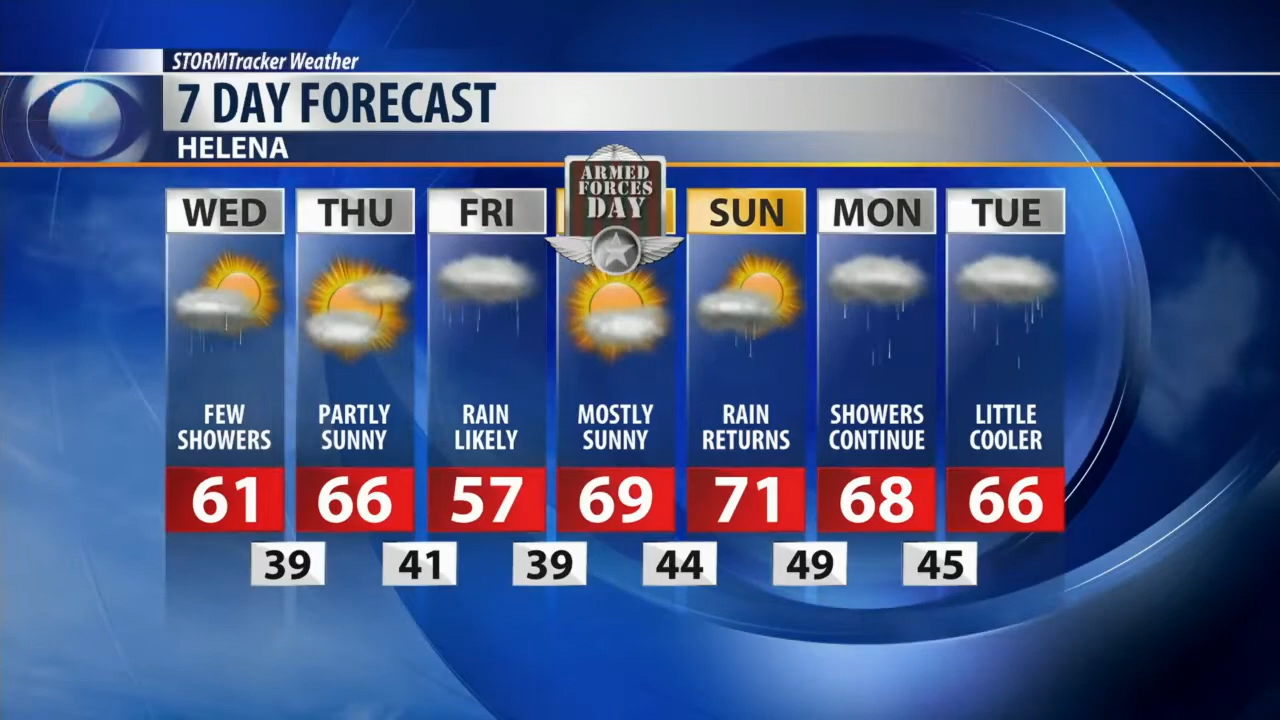 STORMTracker Weather
7 DAY FORECAST
HELENA
ARMED
FORCES
DAY
WED
THU
FRI
SUN
MON
TUE
FEW
SHOWERS
PARTLY
SUNNY
RAIN
LIKELY
MOSTLY
SUNNY
RAIN
RETURNS
SHOWERS
CONTINUE
LITTLE
COOLER
61
66
57
69
71
68
66
39
41
39
44
49
45